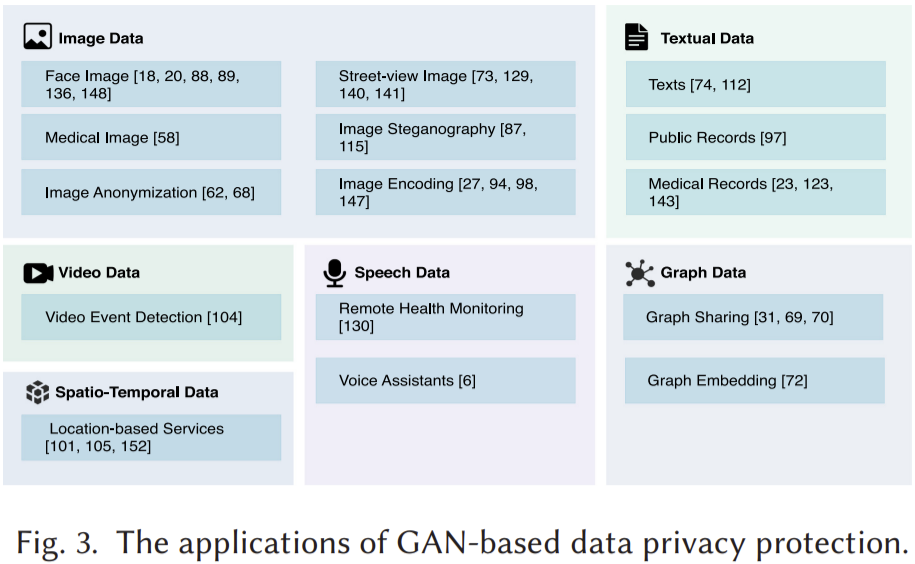 Image Data
Face Image [18, 20, 88, 89,
136, 148]
Medical Image [58]
Image Anonymization [62, 68]
Street-view Image [73, 129,
140, 141]
Image Steganography [87,
115]
Image Encoding [27, 94, 98,
147]
Textual Data
Texts [74, 112]
Public Records [97]
Medical Records [23, 123,
143]
Video Data
Video Event Detection [104]
Spatio-Temporal Data
Location-based Services
[101, 105, 152]
Speech Data
Remote Health Monitoring
[130]
Voice Assistants [6]
Graph Data
Graph Sharing [31, 69, 70]
Graph Embedding [72]
Fig. 3. The applications of GAN-based data privacy protection.